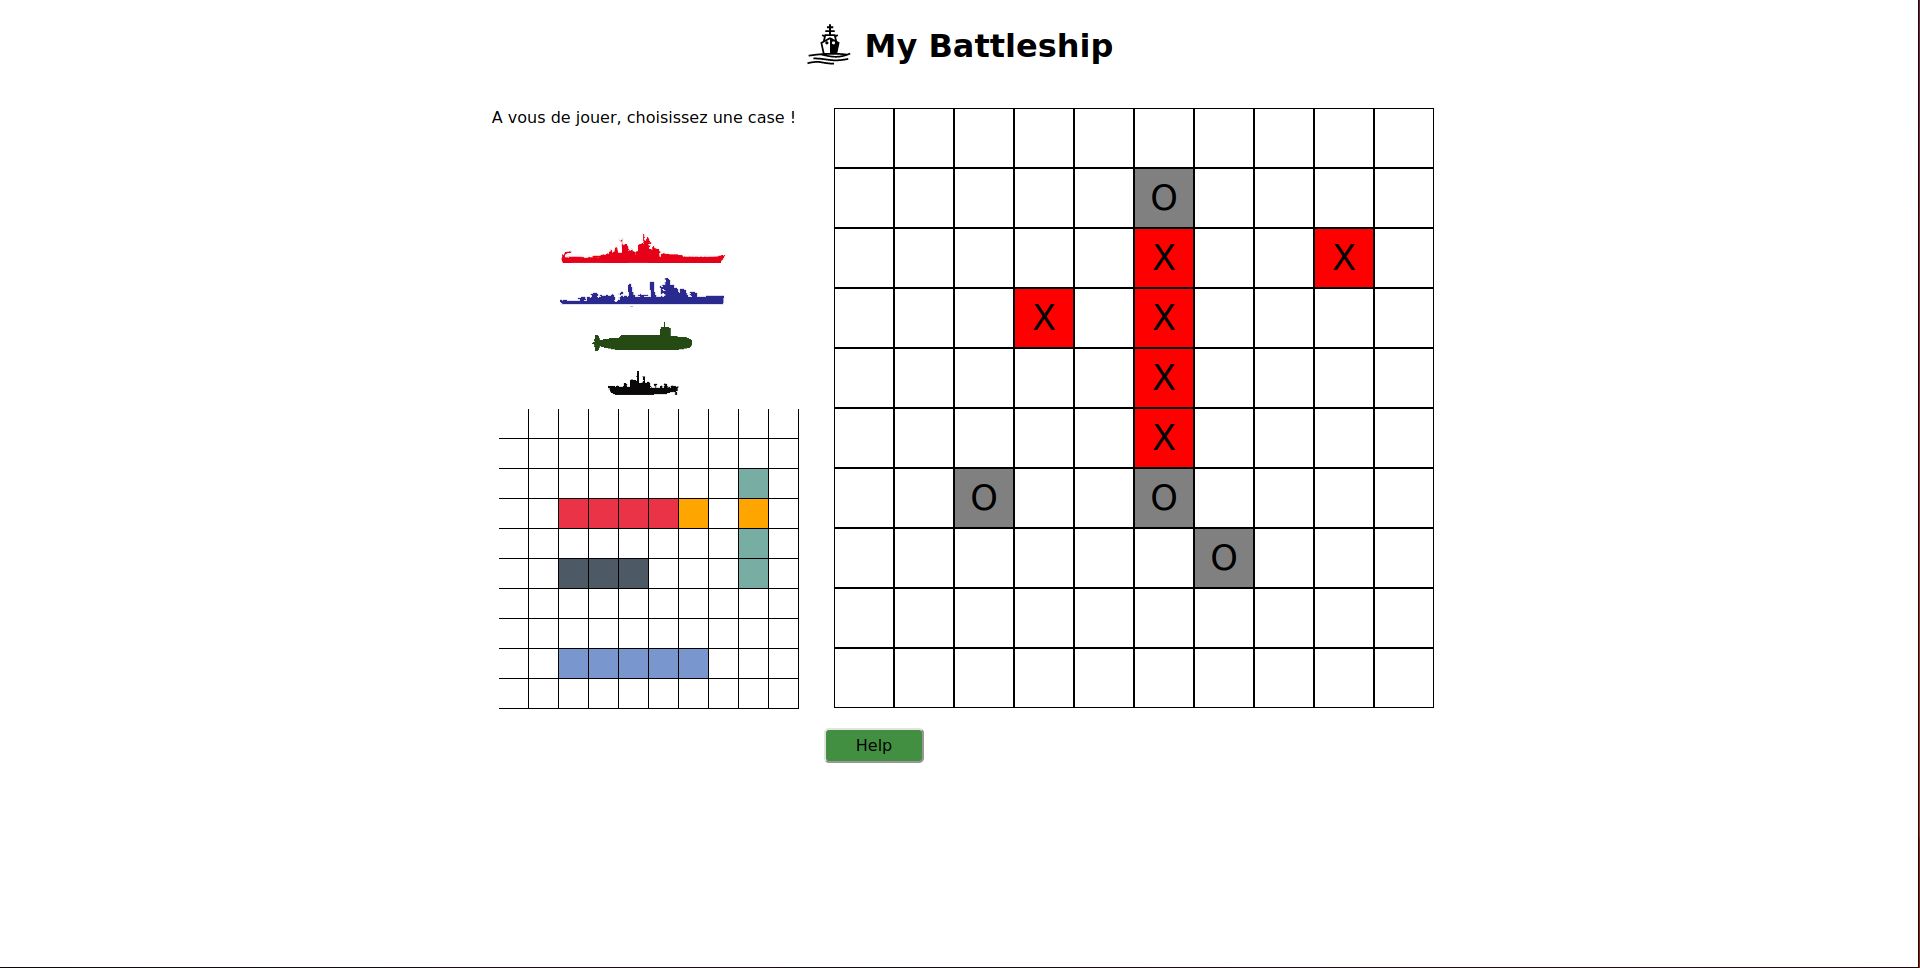 My Battleship
A vous de jouer, choisissez une case !
O
X X
X X
X
X
O O
O
Help